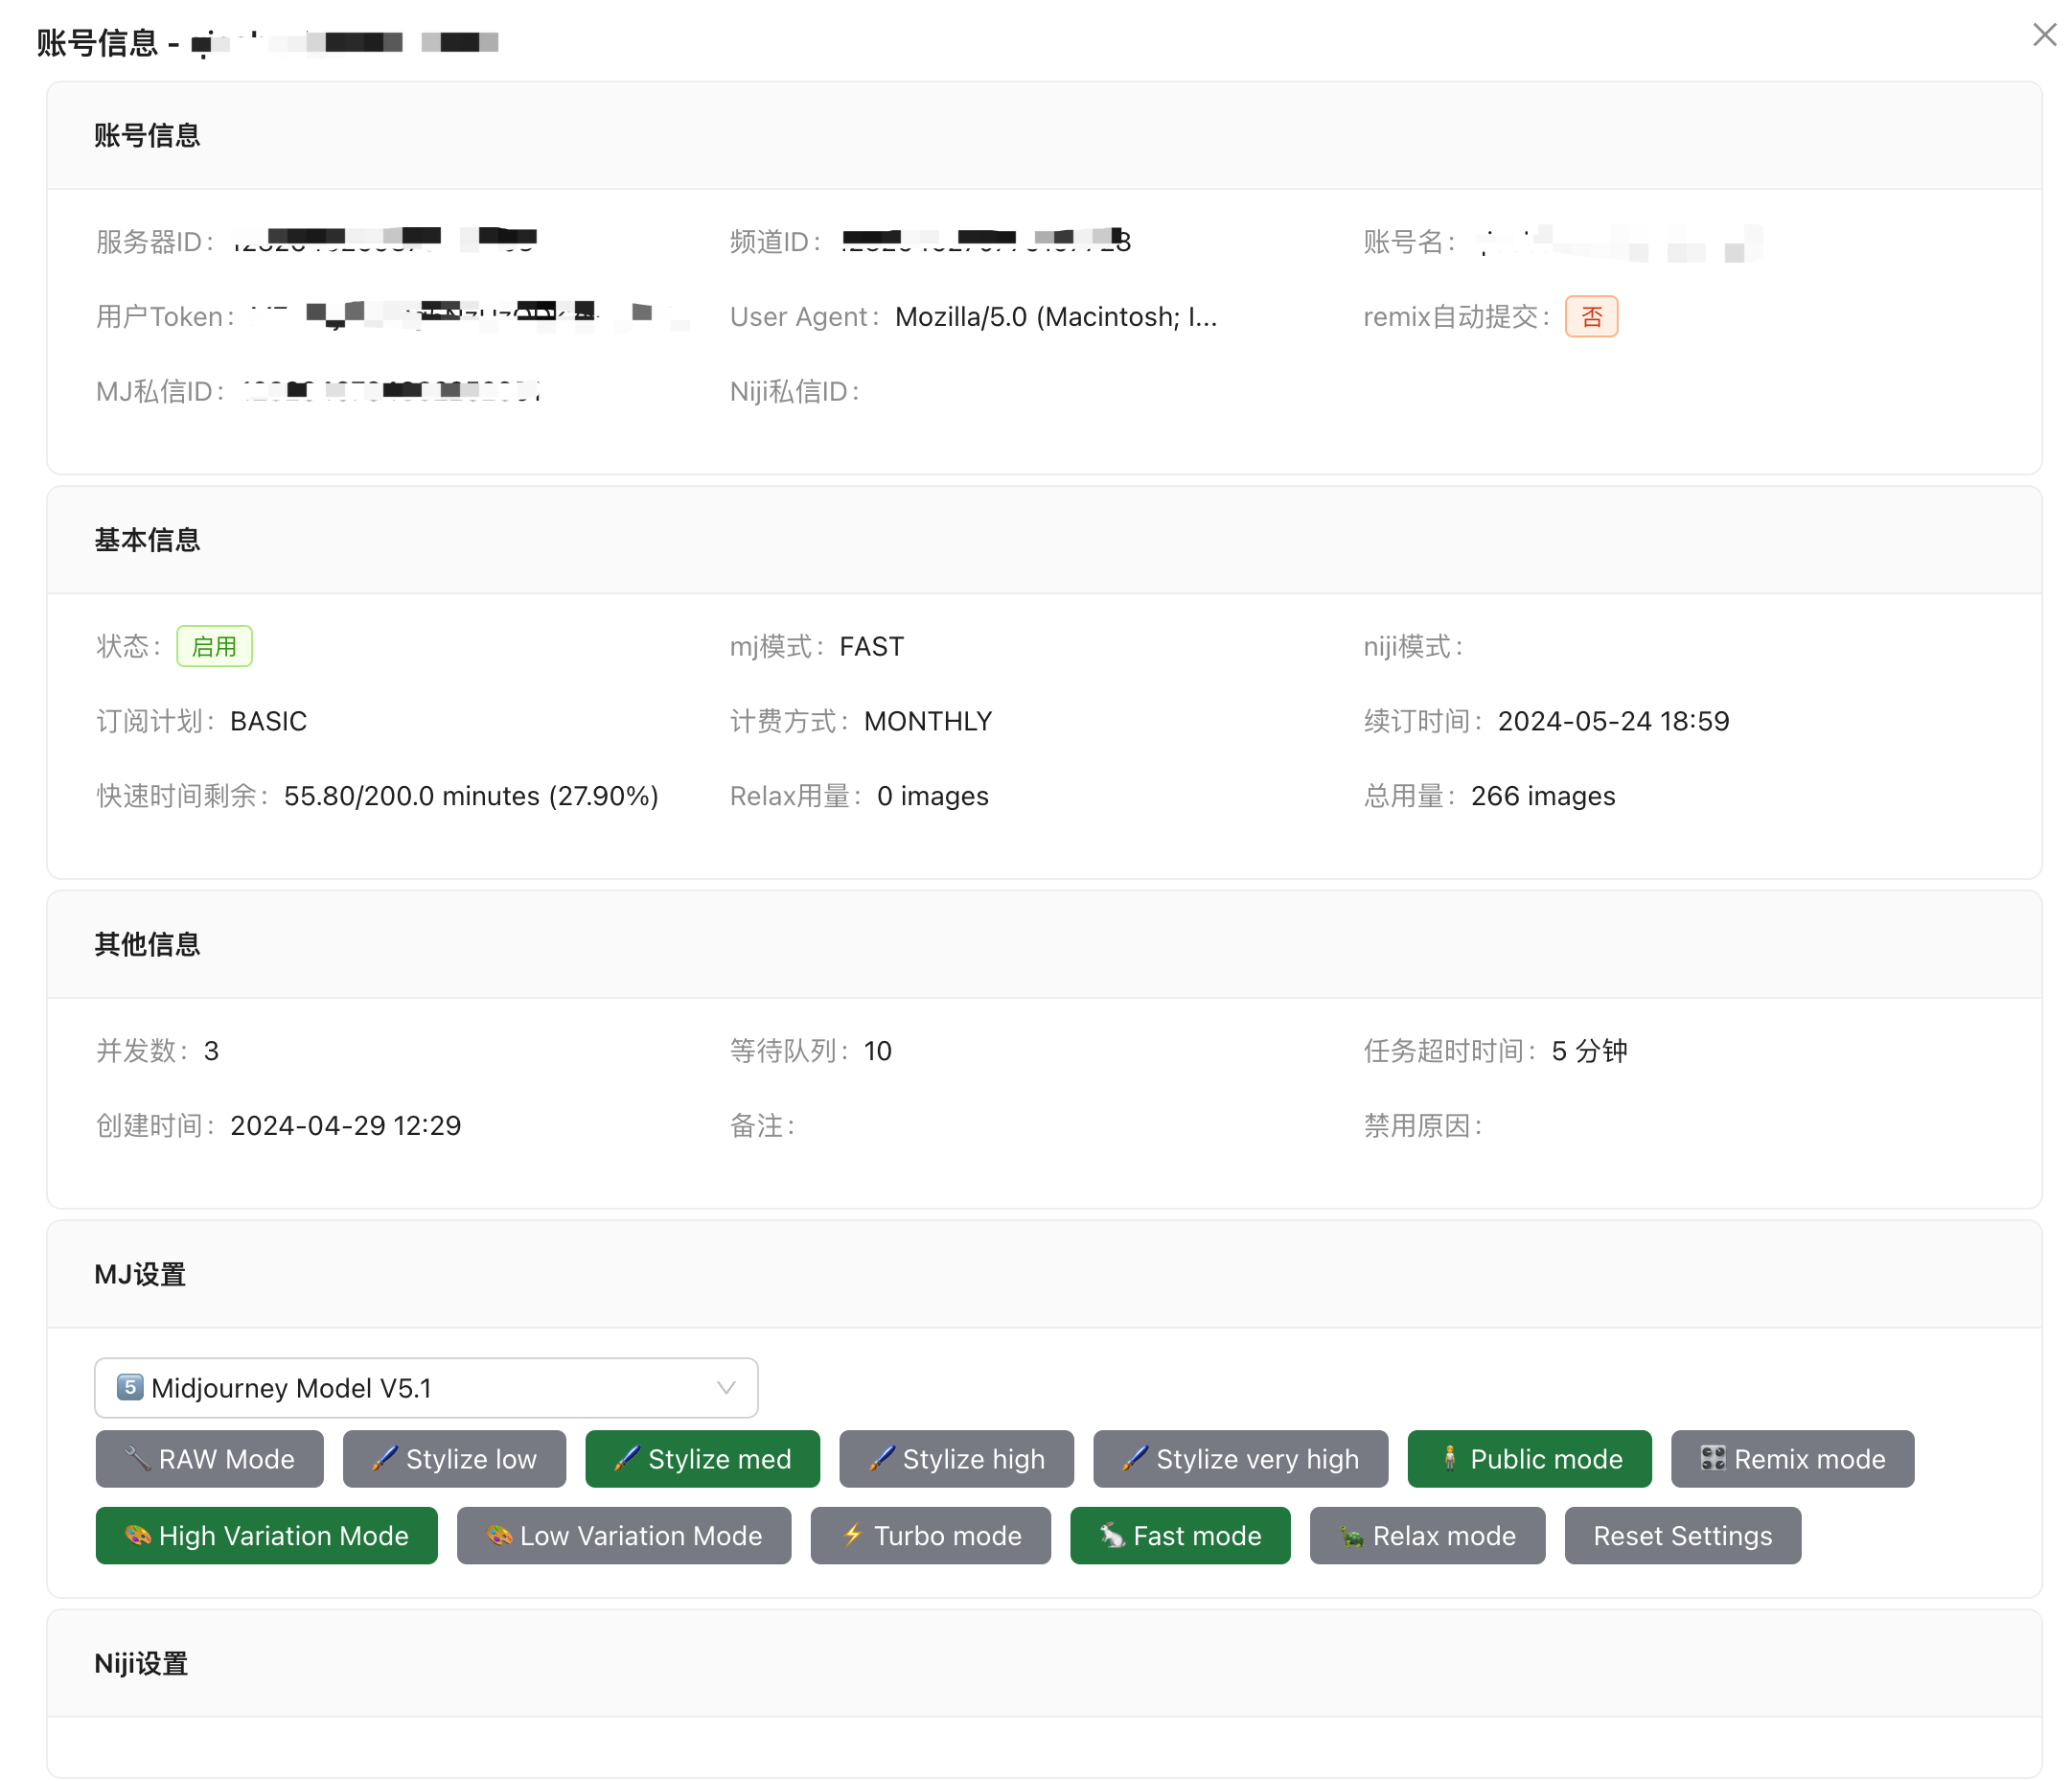 账号信息 -
账号信息
服务器ID: 频道ID: 账号名:
用户Token: User Agent: Mozilla/5.0 (Macintosh; I... remix自动提交: 否
MJ私信ID: Niji私信ID:
基本信息
状态: 启用 mj模式: FAST niji模式:
订阅计划: BASIC 计费方式: MONTHLY 续订时间: 2024-05-24 18:59
快速时间剩余: 55.80/200.0 minutes (27.90%) Relax用量: 0 images 总用量: 266 images
其他信息
并发数: 3 等待队列: 10 任务超时时间: 5 分钟
创建时间: 2024-04-29 12:29 备注: 禁用原因:
MJ设置
5 Midjourney Model V5.1
RAW Mode Stylize low Stylize med Stylize high Stylize very high Public mode Remix mode
High Variation Mode Low Variation Mode Turbo mode Fast mode Relax mode Reset Settings
Niji设置